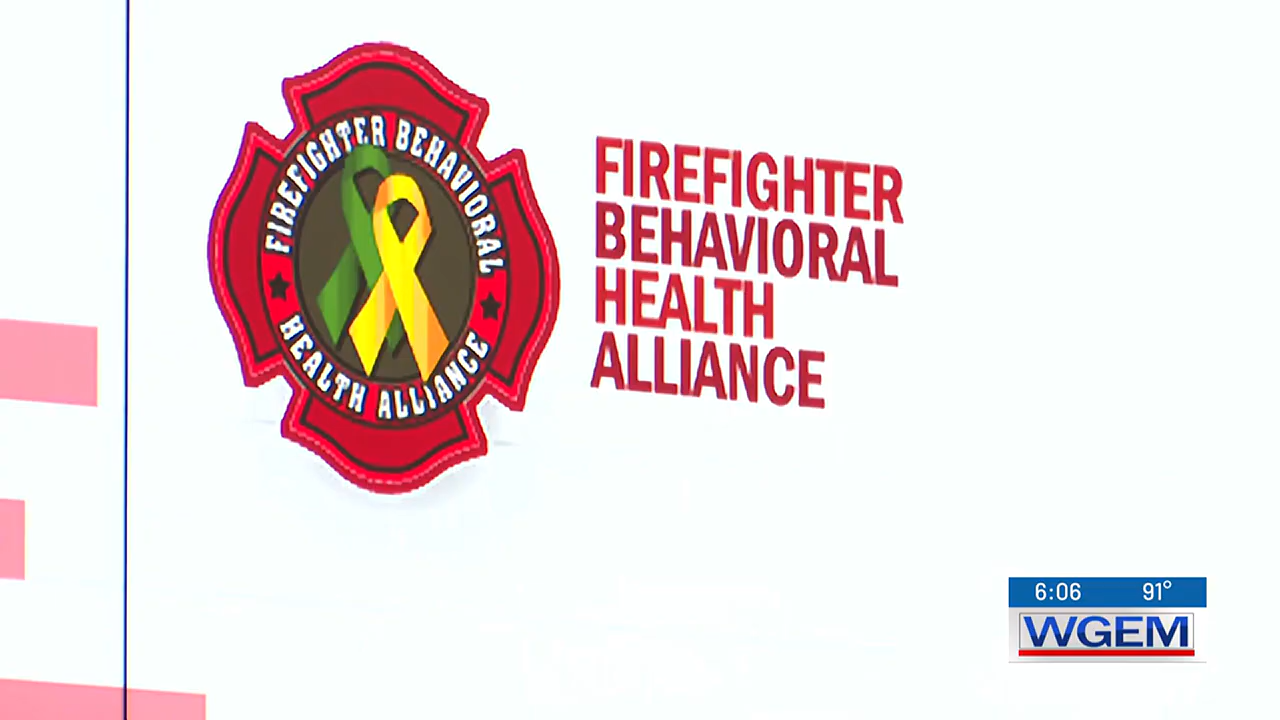 FIREFIGHTER BEHAVIORAL
HEALTH ALLIANCE
FIREFIGHTER
BEHAVIORAL
HEALTH
ALLIANCE
6:06 91°
WGEM